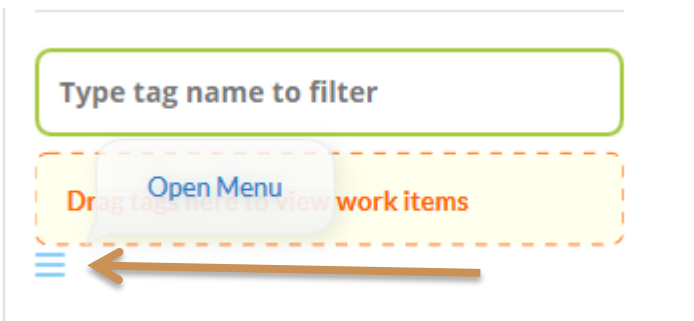 Type tag name to filter
Open Menu
Drag tags here to view work items